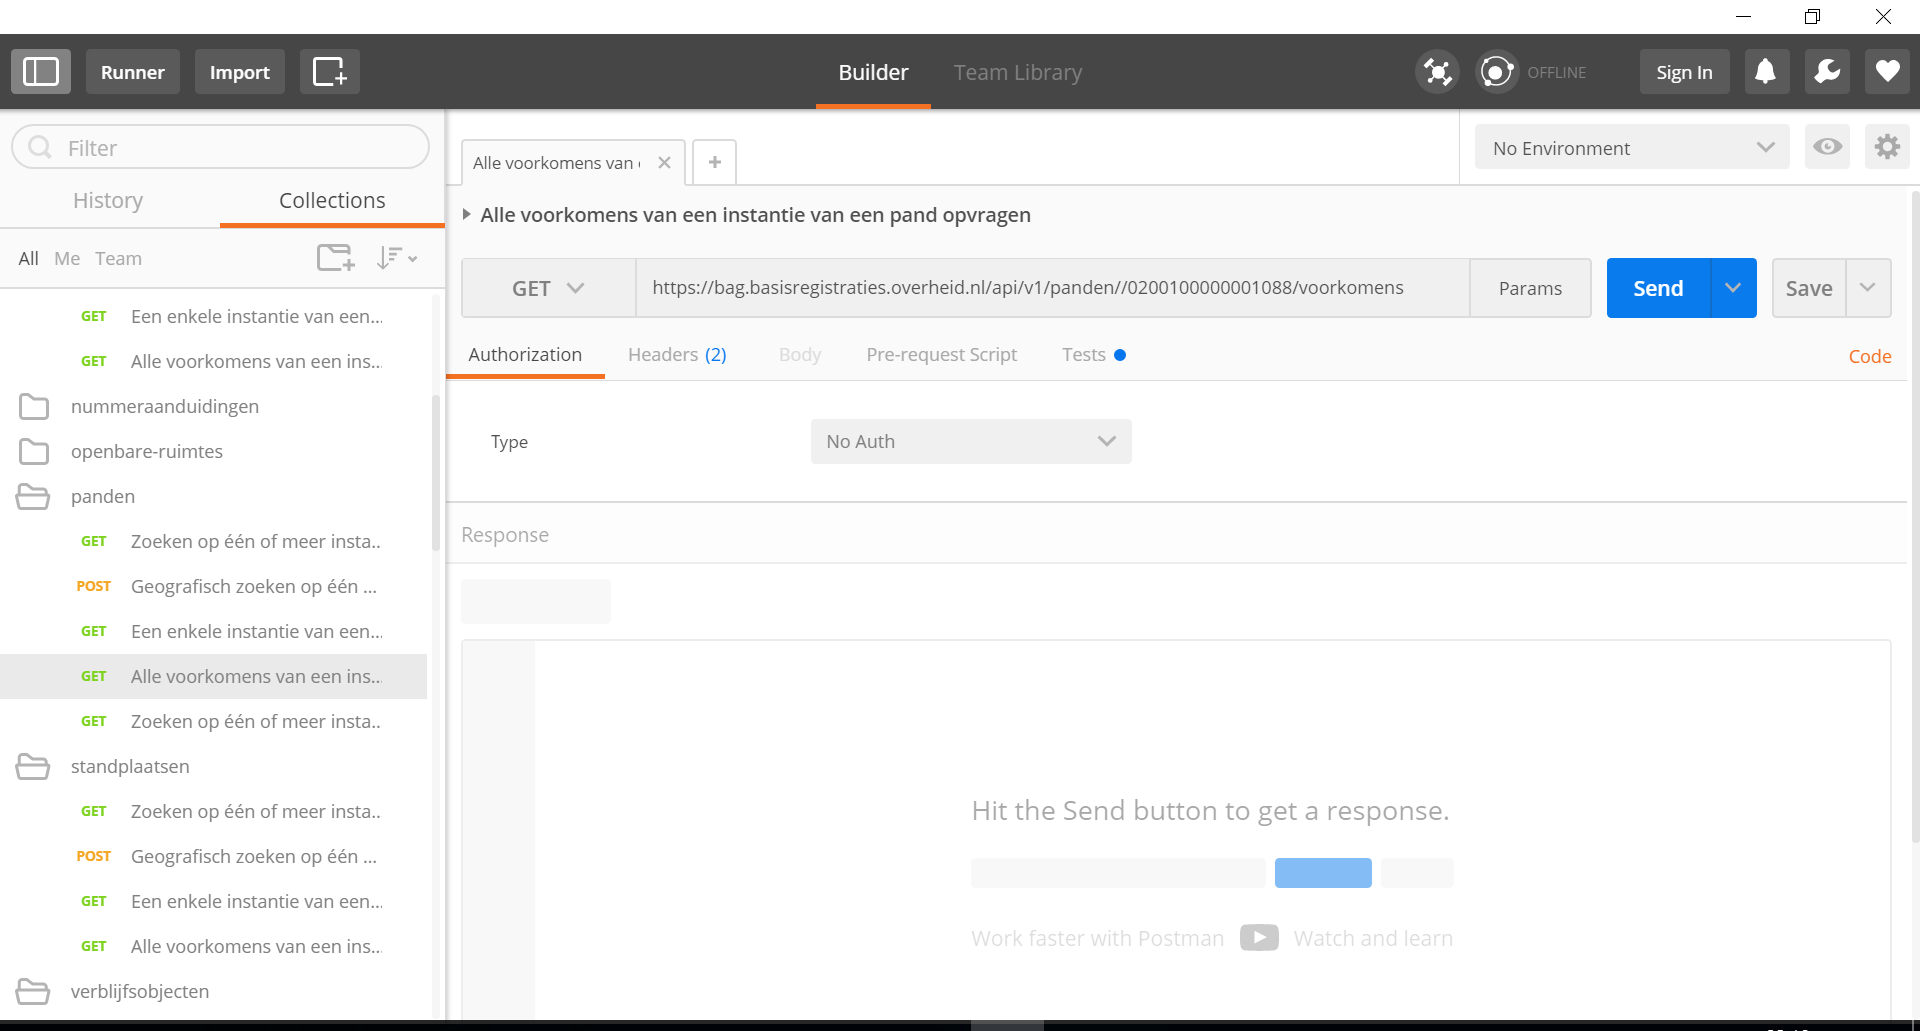 Runner
Import
Builder
Team Library
OFFLINE
Sign In
Filter
History
Collections
All Me Team
GET Een enkele instantie van een...
GET Alle voorkomens van een ins...
nummeraanduidingen
openbare-ruimtes
panden
GET Zoeken op één of meer insta..
POST Geografisch zoeken op één ...
GET Een enkele instantie van een...
GET Alle voorkomens van een ins...
GET Zoeken op één of meer insta..
standplaatsen
GET Zoeken op één of meer insta..
POST Geografisch zoeken op één ...
GET Een enkele instantie van een...
GET Alle voorkomens van een ins...
verblijfsobjecten
Alle voorkomens van
No Environment
Alle voorkomens van een instantie van een pand opvragen
GET
https://bag.basisregistraties.overheid.nl/api/v1/panden//0200100000001088/voorkomens
Params
Send
Save
Authorization
Headers (2)
Body
Pre-request Script
Tests
Code
Type
No Auth
Response
Hit the Send button to get a response.
Work faster with Postman
Watch and learn